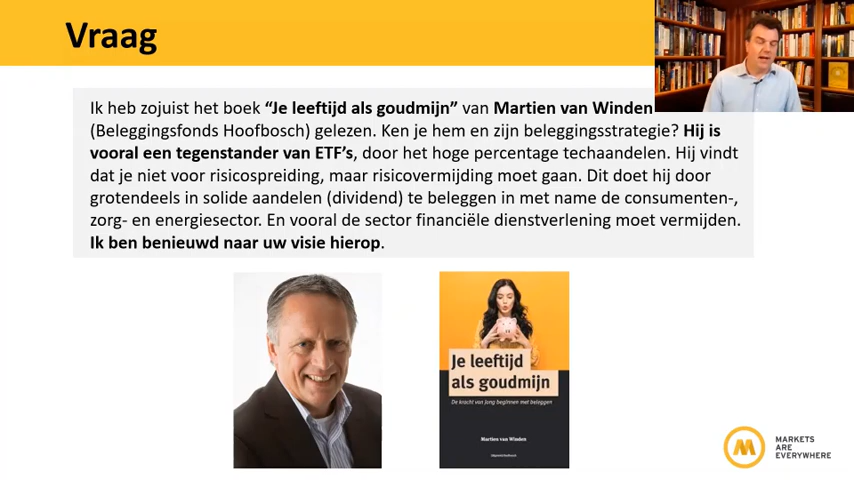 Vraag
Ik heb zojuist het boek “Je leeftijd als goudmijn” van Martien van Winden
(Beleggingsfonds Hoofbosch) gelezen. Ken je hem en zijn beleggingsstrategie? Hij is
vooral een tegenstander van ETF’s, door het hoge percentage techaandelen. Hij vindt
dat je niet voor risicospreiding, maar risicovermijding moet gaan. Dit doet hij door
grotendeels in solide aandelen (dividend) te beleggen in met name de consumenten-,
zorg- en energiesector. En vooral de sector financiële dienstverlening moet vermijden.
Ik ben benieuwd naar uw visie hierop.
Je leeftijd
als goudmijn
De kracht van jong beginnen met beleggen
Martien van Winden
MARKETS
ARE
EVERYWHERE